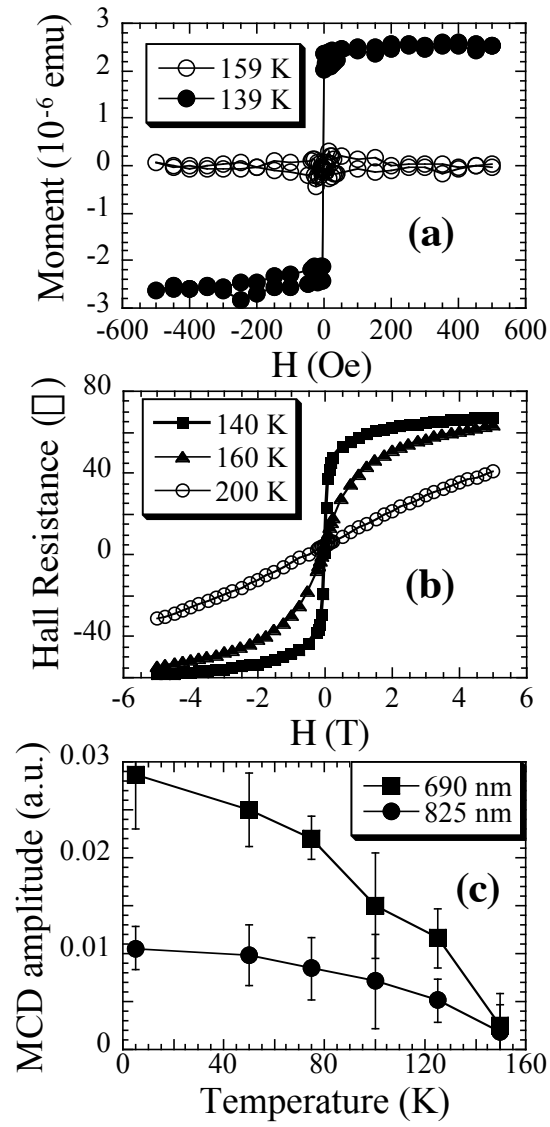 3
2
1
0
-1
-2
-3
Moment (10⁻⁶ emu)
159 K
139 K
(a)
-600 -400 -200 0 200 400 600
H (Oe)
80
40
0
-40
Hall Resistance (□)
140 K
160 K
200 K
(b)
-6 -4 -2 0 2 4 6
H (T)
0.03
0.02
0.01
0
MCD amplitude (a.u.)
690 nm
825 nm
(c)
0 40 80 120 160
Temperature (K)